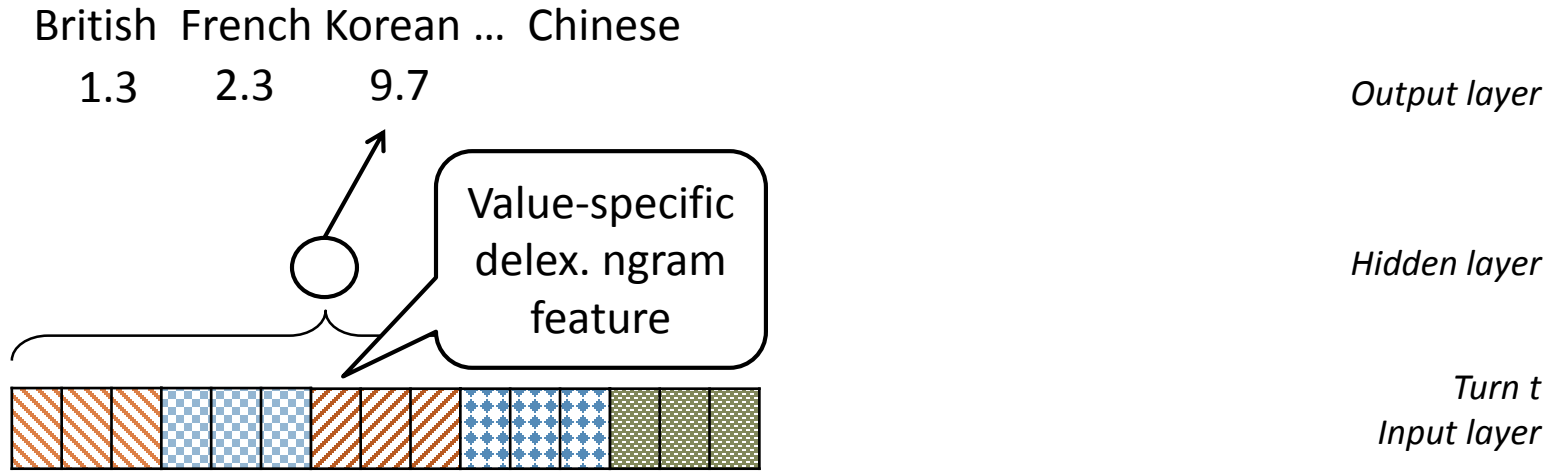 British French Korean … Chinese
1.3 2.3 9.7
Output layer
Value-specific
delex. ngram
feature
Hidden layer
Turn t
Input layer